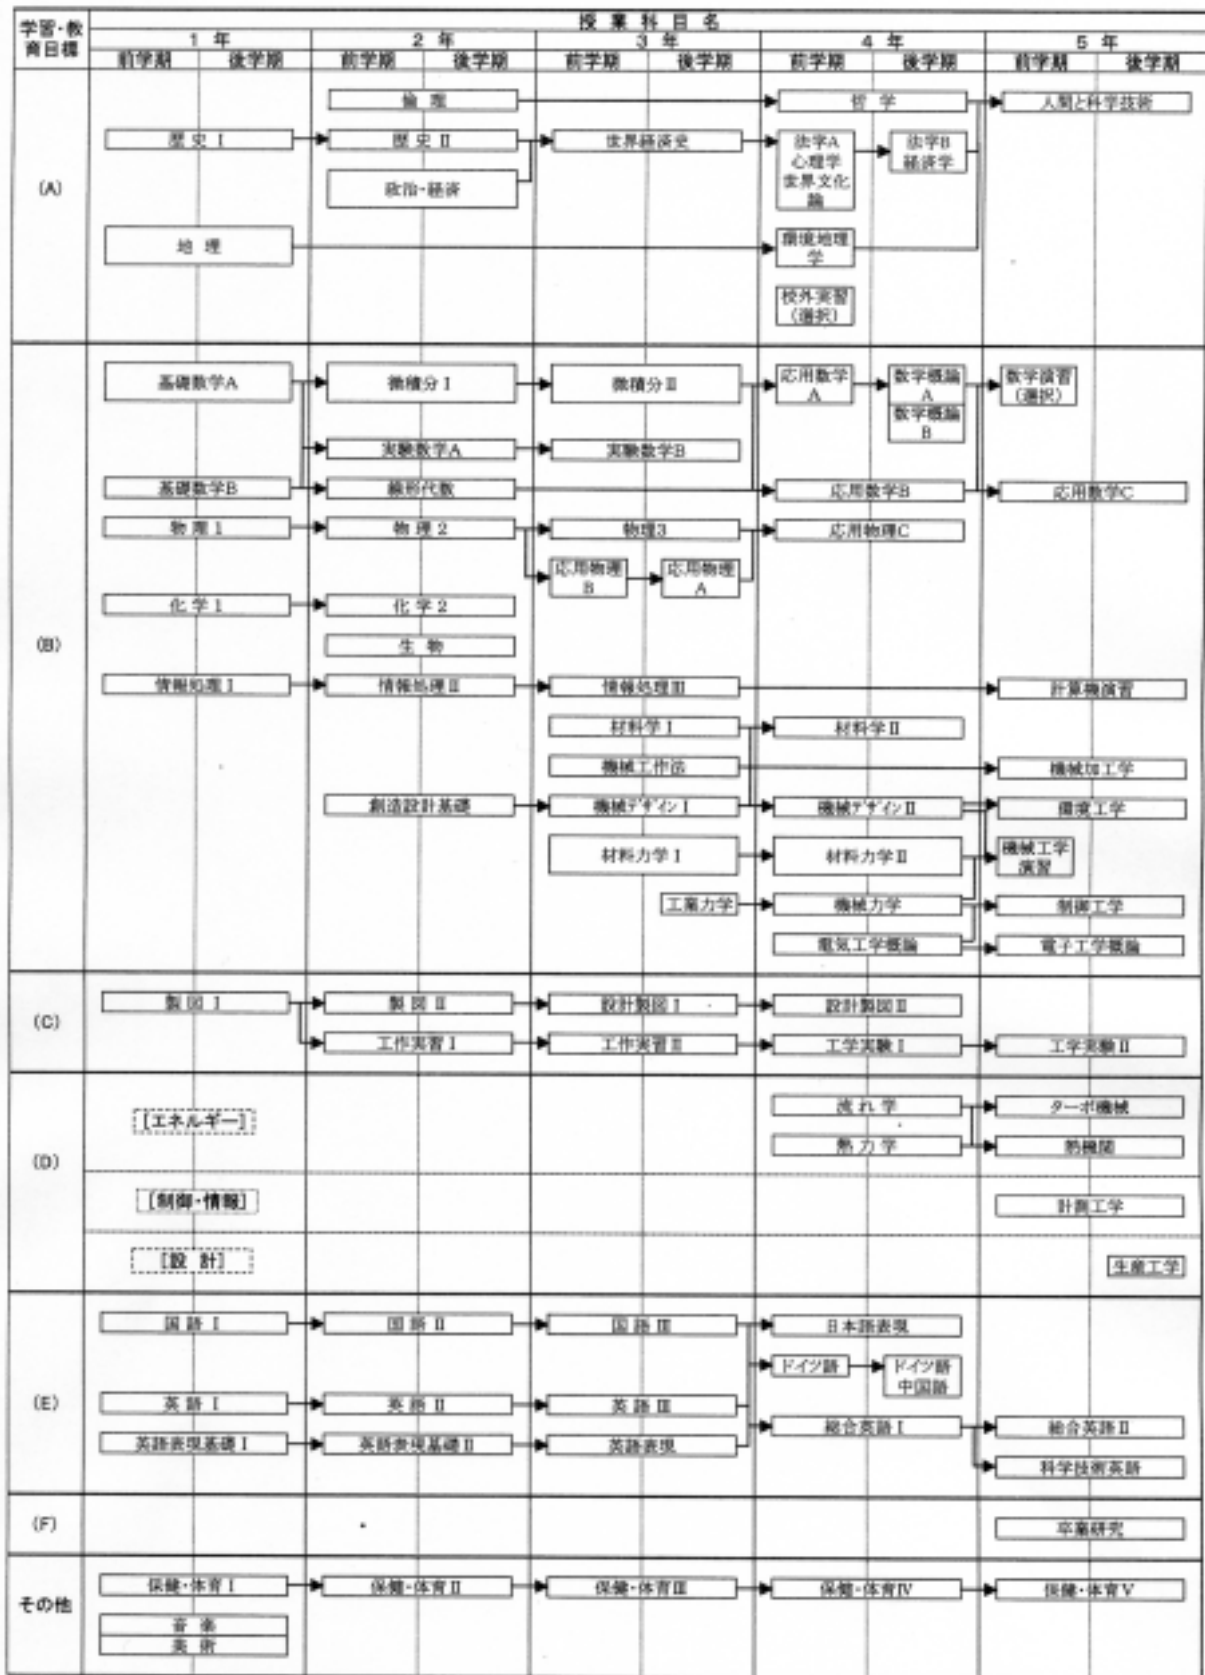 学習・教
育目標
授業科目名
1 年 2 年 3 年 4 年 5 年
前学期 後学期 前学期 後学期 前学期 後学期 前学期 後学期 前学期 後学期
(A)
倫 理 哲 学 人間と科学技術
歴 史 Ⅰ 歴 史 Ⅱ 世界経済史 法学A 法学B
心理学 経済学
世界文化
論
政治・経済
地 理 環境地理
学
校外実習
(選択)
(B)
基礎数学A 微積分Ⅰ 微積分Ⅱ 応用数学 数学概論 数学演習
A A (選択)
数学概論
B
実験数学A 実験数学B
基礎数学B 線形代数 応用数学B 応用数学C
物 理 1 物 理 2 物理3 応用物理C
応用物理 応用物理
B A
化 学 1 化 学 2
生 物
情報処理Ⅰ 情報処理Ⅱ 情報処理Ⅲ 計算機演習
材料学Ⅰ 材料学Ⅱ
機械工作法 機械加工学
創造設計基礎 機械デザインⅠ 機械デザインⅡ 環境工学
材料力学Ⅰ 材料力学Ⅱ 機械工学
演習
工業力学 機械力学 制御工学
電気工学概論 電子工学概論
(C)
製 図 Ⅰ 製 図 Ⅱ 設計製図Ⅰ 設計製図Ⅱ
工作実習Ⅰ 工作実習Ⅱ 工学実験Ⅰ 工学実験Ⅱ
(D)
[エネルギー] 流 れ 学 ターボ機械
熱 力 学 熱機関
[制御・情報] 計測工学
[設 計] 生産工学
(E)
国 語 Ⅰ 国 語 Ⅱ 国 語 Ⅲ 日本語表現
ドイツ語 ドイツ語
中国語
英 語 Ⅰ 英 語 Ⅱ 英 語 Ⅲ 総合英語Ⅰ 総合英語Ⅱ
英語表現基礎Ⅰ 英語表現基礎Ⅱ 英語表現
科学技術英語
(F)
卒業研究
その他
保健・体育Ⅰ 保健・体育Ⅱ 保健・体育Ⅲ 保健・体育Ⅳ 保健・体育Ⅴ
音 楽
美 術